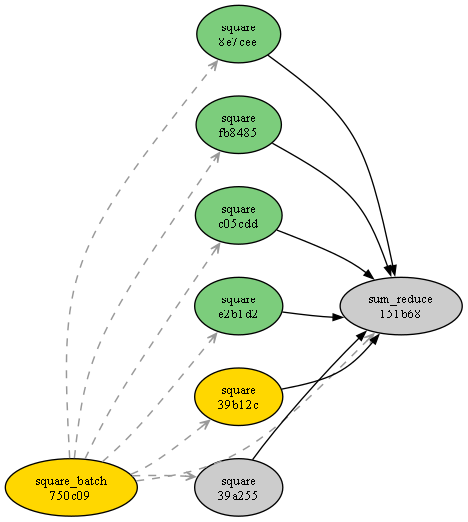 square
8e7cee
square
fb8485
square
c05cdd
square
e2b1d2
sum_reduce
151b68
square
39b12c
square_batch
750c09
square
39a255